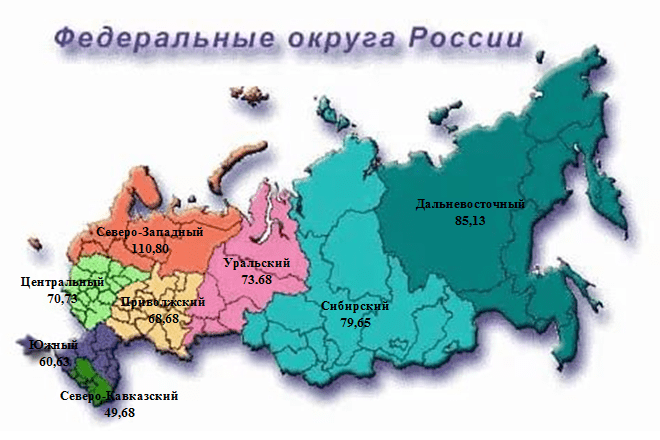 Федеральные округа России
Дальневосточный
85,13
Северо-Западный
110.80
Уральский
73.68
Центральный
70,73
Приволжский
68,68
Сибирский
79,65
Южный
60,63
Северо-Кавказский
49,68